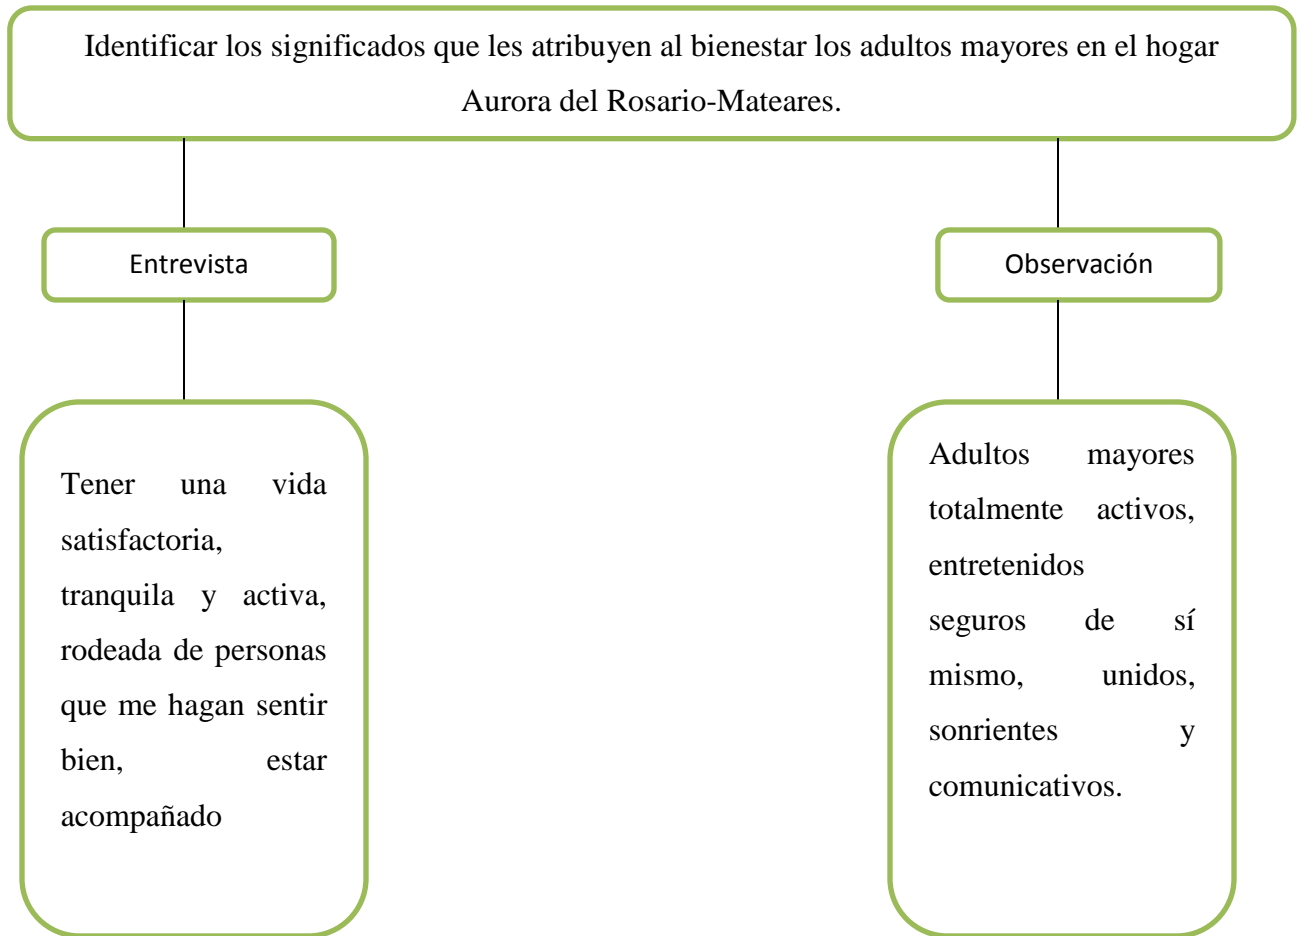 Identificar los significados que les atribuyen al bienestar los adultos mayores en el hogar
Aurora del Rosario-Mateares.
Entrevista
Observación
Tener una vida
satisfactoria,
tranquila y activa,
rodeada de personas
que me hagan sentir
bien, estar
acompañado
Adultos mayores
totalmente activos,
entretenidos
seguros de sí
mismo, unidos,
sonrientes y
comunicativos.